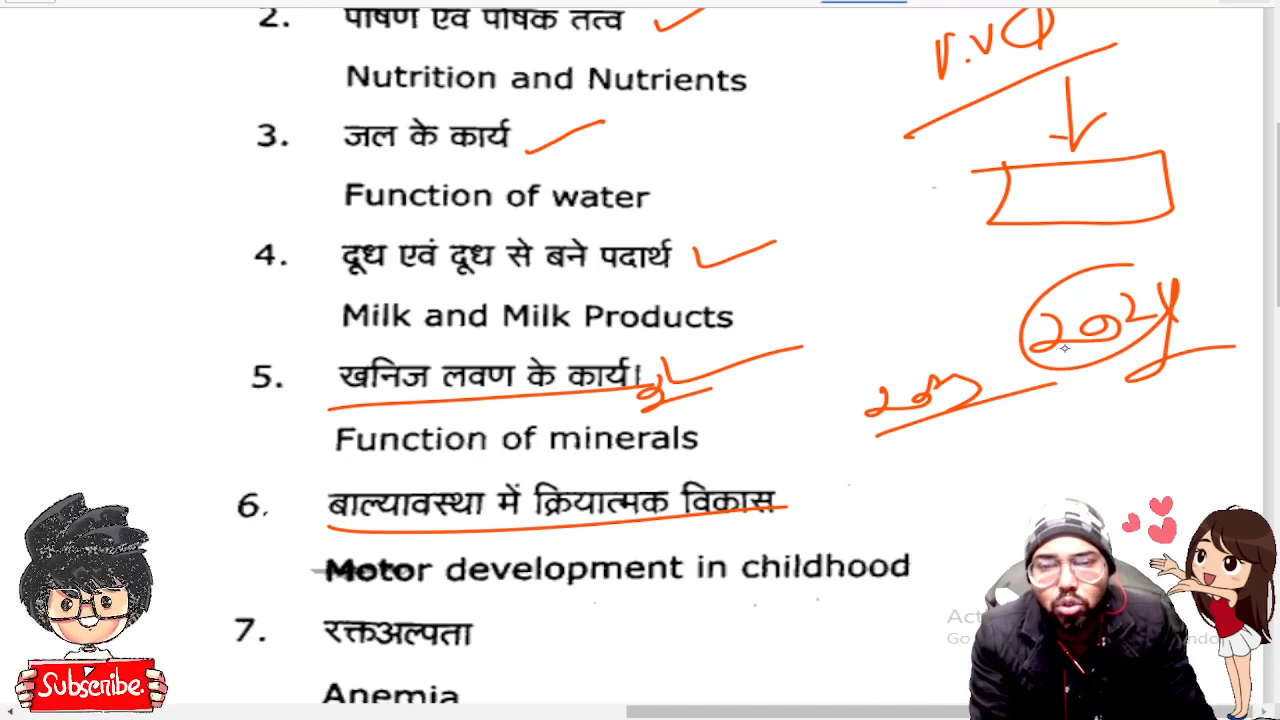 2. पोषण एवं पोषक तत्व
Nutrition and Nutrients
3. जल के कार्य
Function of water
4. दूध एवं दूध से बने पदार्थ
Milk and Milk Products
5. खनिज लवण के कार्य।
Function of minerals
6. बाल्यावस्था में क्रियात्मक विकास
Motor development in childhood
7. रक्तअल्पता
Anemia
Subscribe.